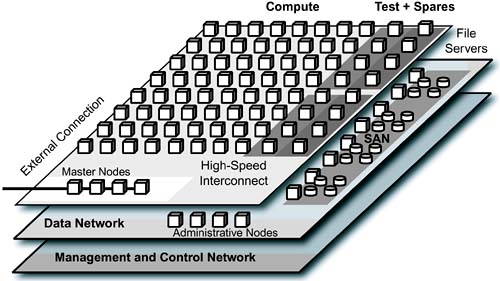 Compute
Test + Spares
File
Servers
External Connection
SAN
Master Nodes
High-Speed
Interconnect
Data Network
Administrative Nodes
Management and Control Network